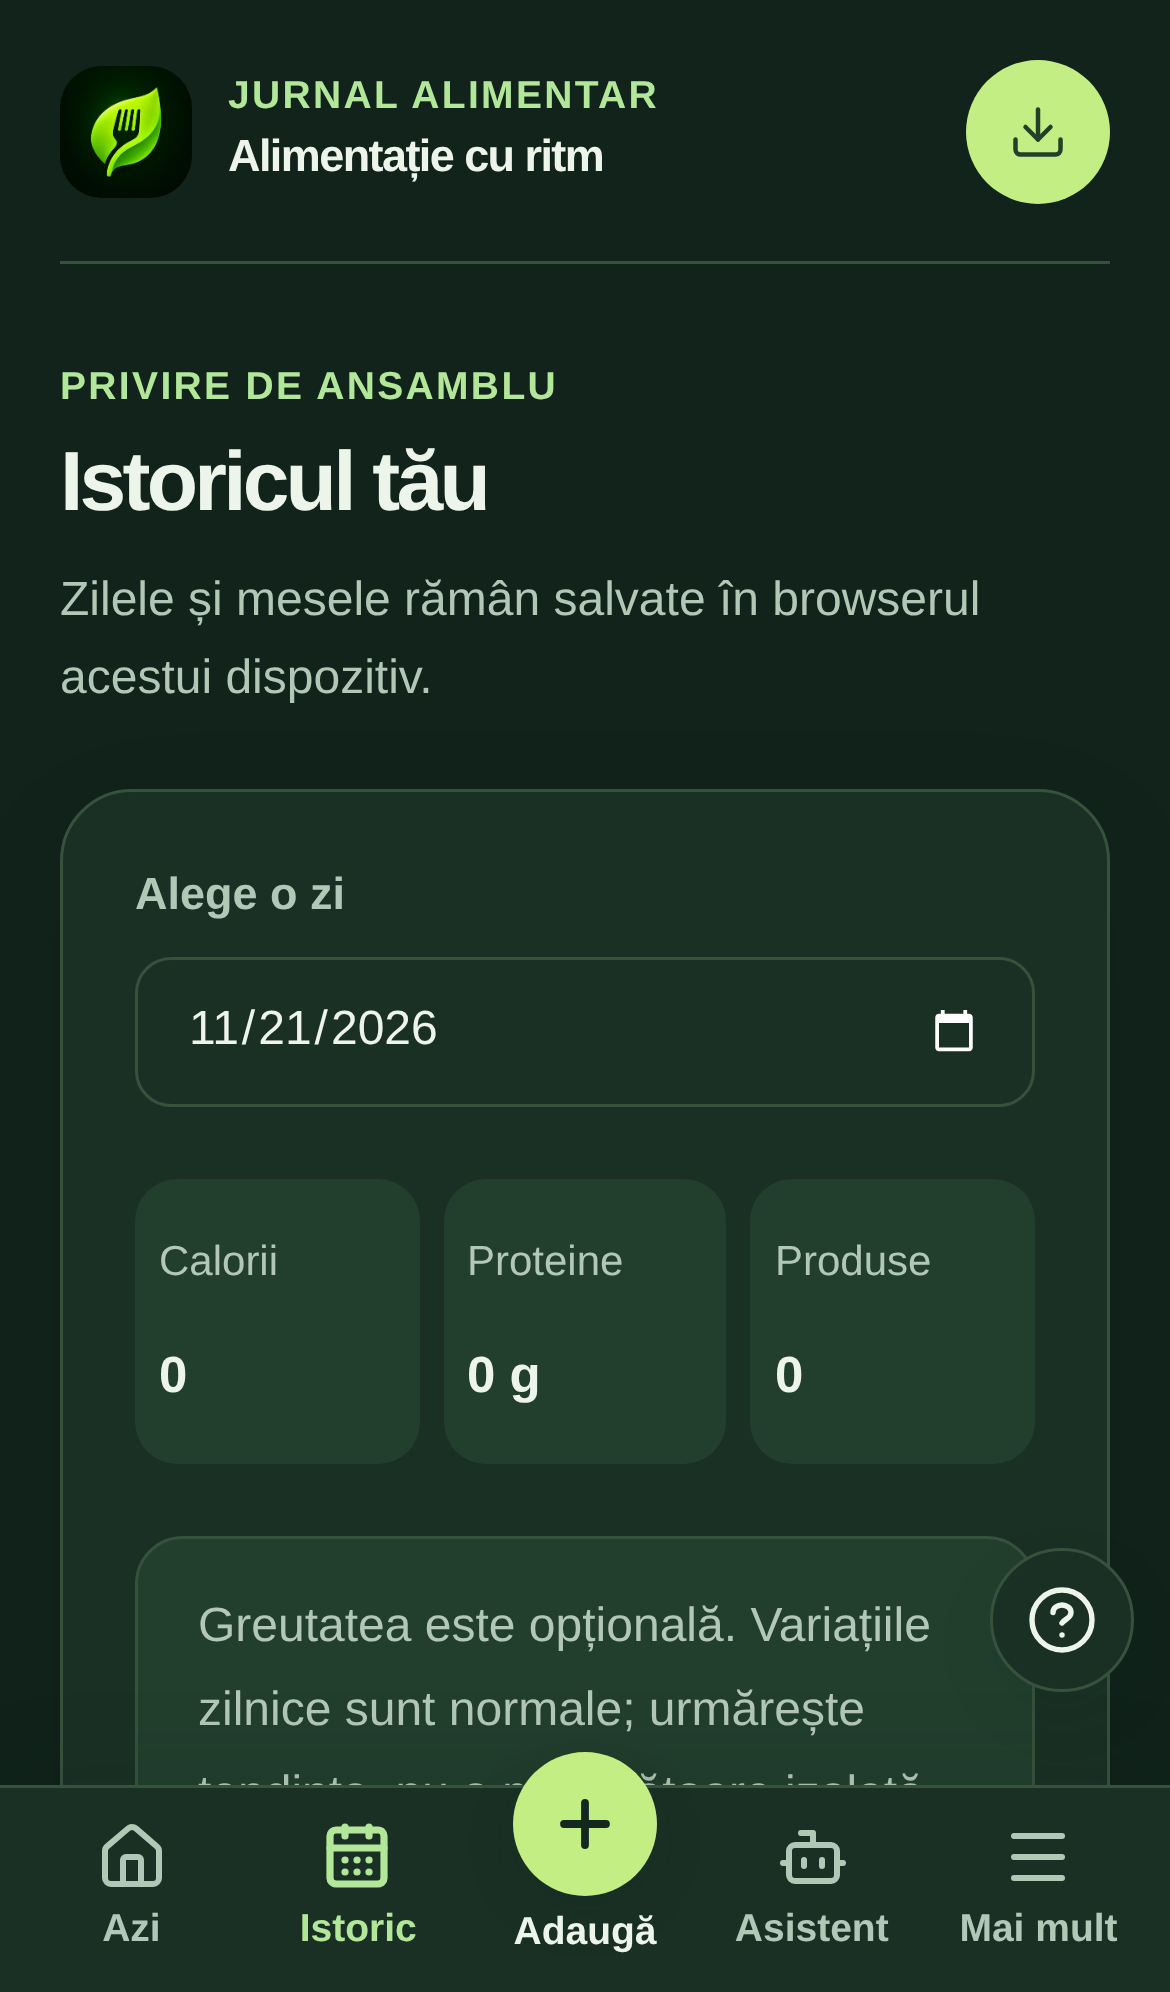 JURNAL ALIMENTAR
Alimentație cu ritm
PRIVIRE DE ANSAMBLU
Istoricul tău
Zilele și mesele rămân salvate în browserul
acestui dispozitiv.
Alege o zi
11/21/2026
Calorii
Proteine
Produse
0
0 g
0
Greutatea este opțională. Variațiile
zilnice sunt normale; urmărește
Azi
Istoric
Adaugă
Asistent
Mai mult